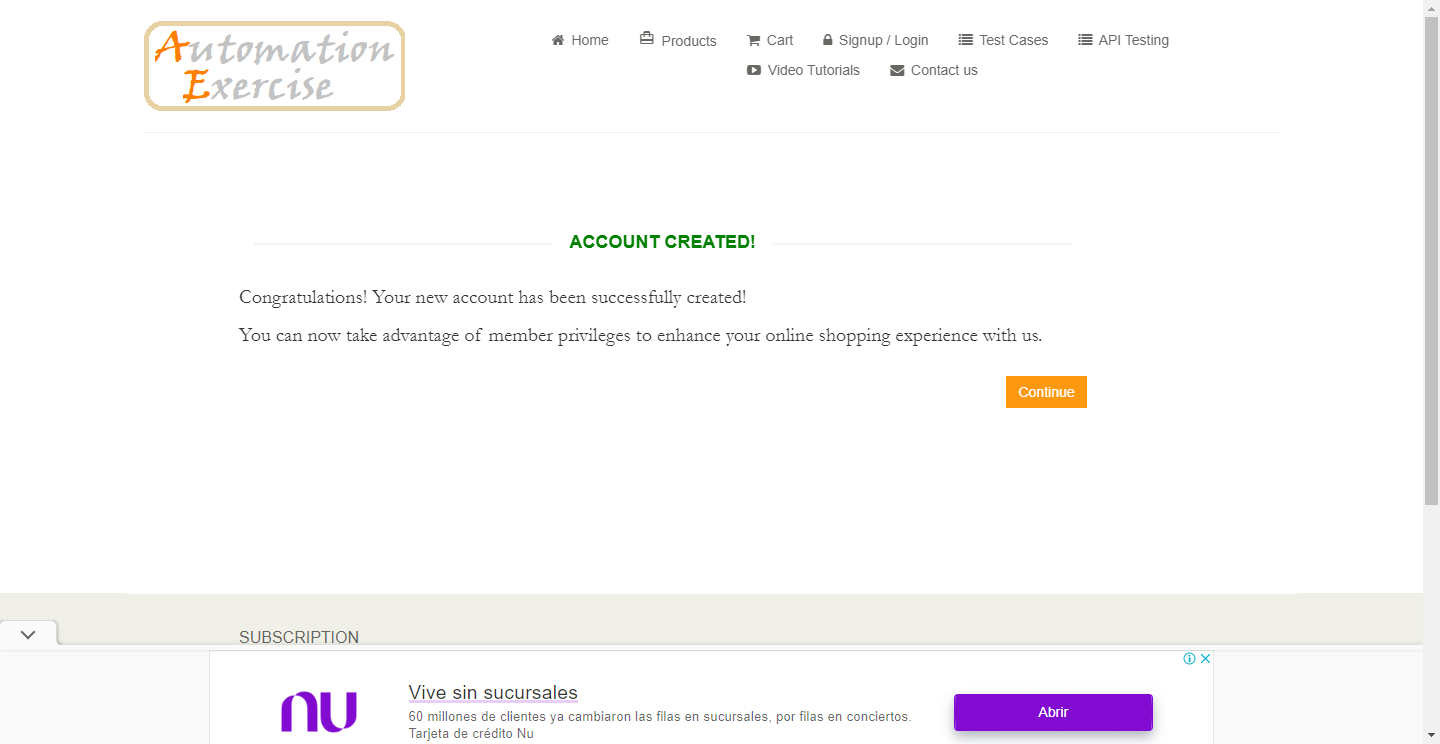 Automation
Exercise
Home
Products
Cart
Signup / Login
Test Cases
API Testing
Video Tutorials
Contact us
ACCOUNT CREATED!
Congratulations! Your new account has been successfully created!
You can now take advantage of member privileges to enhance your online shopping experience with us.
Continue
SUBSCRIPTION
nu
Vive sin sucursales
60 millones de clientes ya cambiaron las filas en sucursales, por filas en conciertos.
Tarjeta de crédito Nu
Abrir